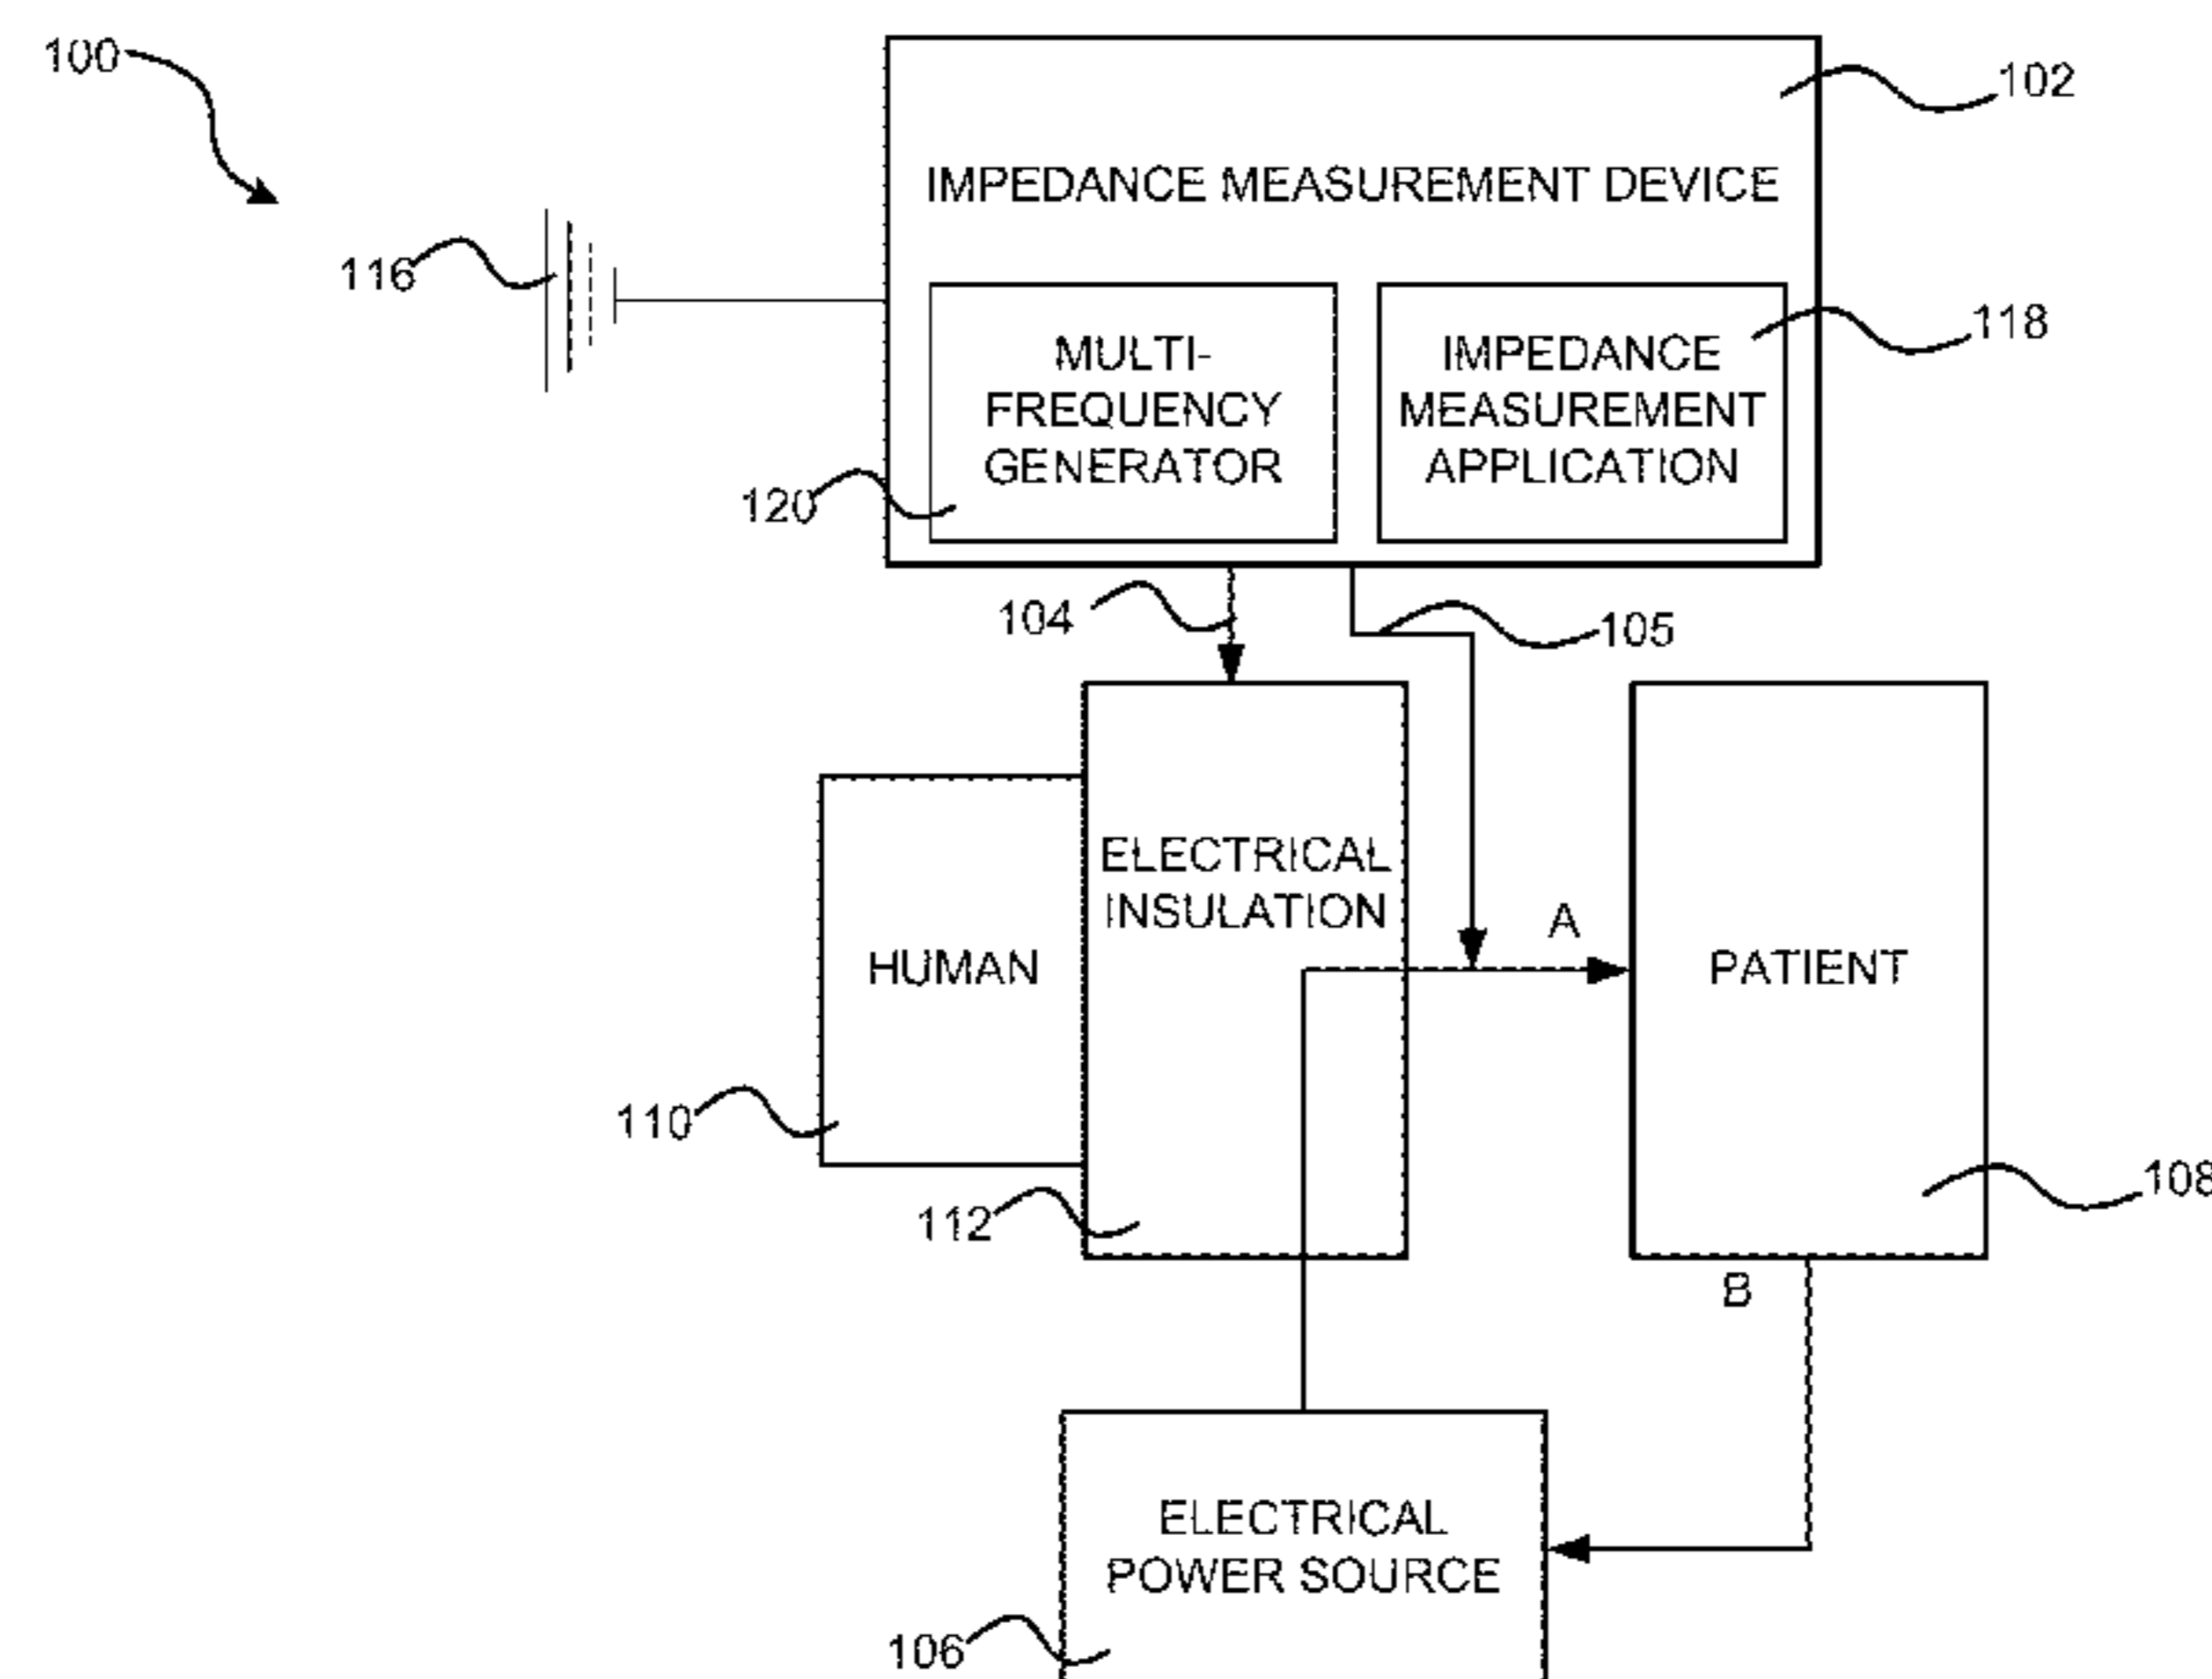 100
102
IMPEDANCE MEASUREMENT DEVICE
116
118
MULTI-
FREQUENCY
GENERATOR
IMPEDANCE
MEASUREMENT
APPLICATION
120
104
105
ELECTRICAL
INSULATION
A
HUMAN
PATIENT
110
108
112
B
ELECTRICAL
POWER SOURCE
106